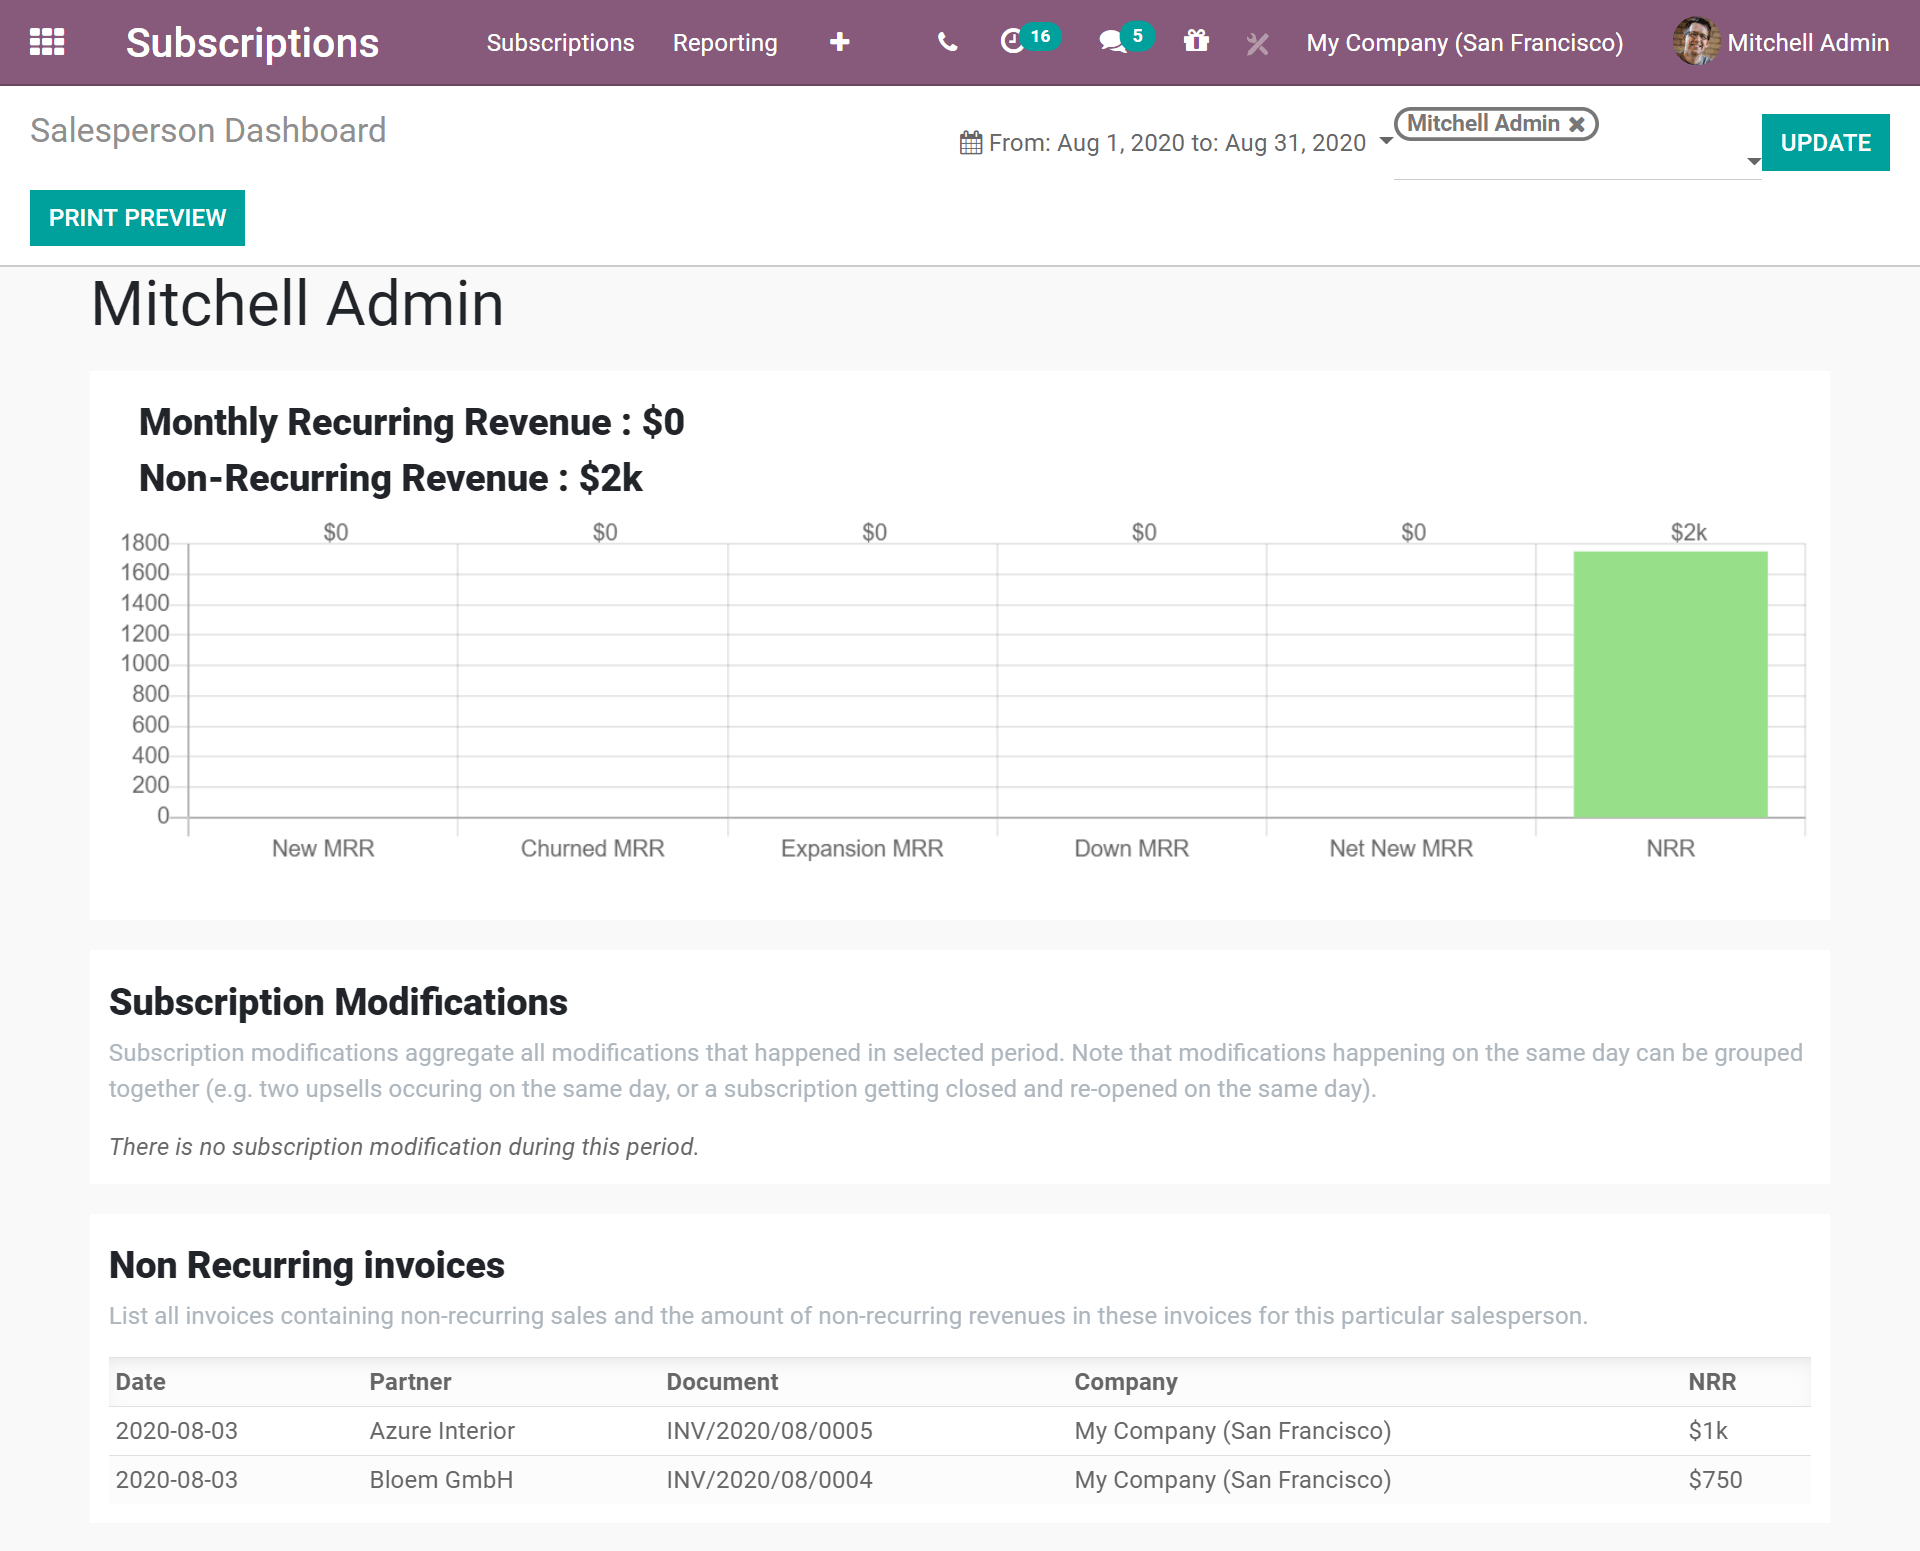 Subscriptions Subscriptions Reporting 16 5 My Company (San Francisco) Mitchell Admin
Salesperson Dashboard
From: Aug 1, 2020 to: Aug 31, 2020 Mitchell Admin UPDATE
PRINT PREVIEW
Mitchell Admin
Monthly Recurring Revenue : $0
Non-Recurring Revenue : $2k
$0 $0 $0 $0 $0 $2k
1800
1600
1400
1200
1000
800
600
400
200
0
New MRR Churned MRR Expansion MRR Down MRR Net New MRR NRR
Subscription Modifications
Subscription modifications aggregate all modifications that happened in selected period. Note that modifications happening on the same day can be grouped
together (e.g. two upsells occuring on the same day, or a subscription getting closed and re-opened on the same day).
There is no subscription modification during this period.
Non Recurring invoices
List all invoices containing non-recurring sales and the amount of non-recurring revenues in these invoices for this particular salesperson.
Date Partner Document Company NRR
2020-08-03 Azure Interior INV/2020/08/0005 My Company (San Francisco) $1k
2020-08-03 Bloem GmbH INV/2020/08/0004 My Company (San Francisco) $750